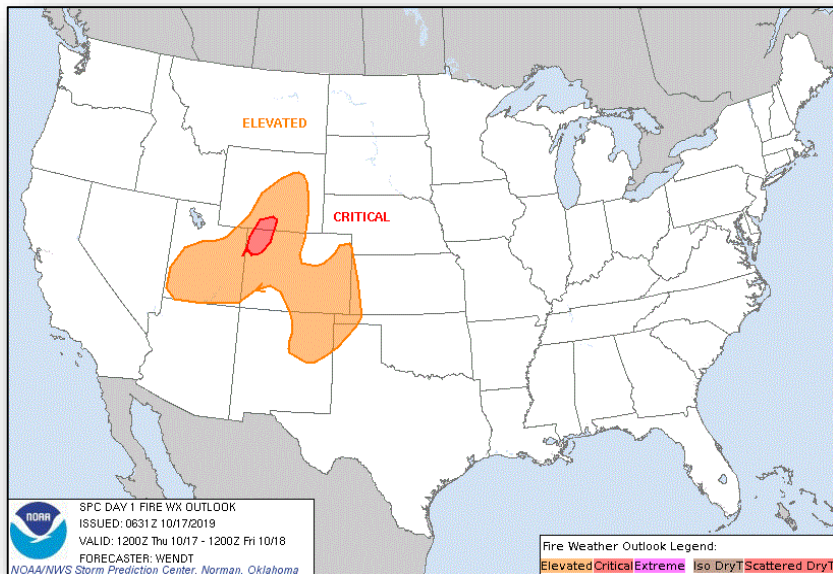 ELEVATED
CRITICAL
NOAA
SPC DAY 1 FIRE WX OUTLOOK
ISSUED: 0631Z 10/17/2019
VALID: 1200Z Thu 10/17 - 1200Z Fri 10/18
FORECASTER: WENDT
NOAA/NWS Storm Prediction Center, Norman, Oklahoma
Fire Weather Outlook Legend:
Elevated Critical Extreme Iso DryT Scattered DryT